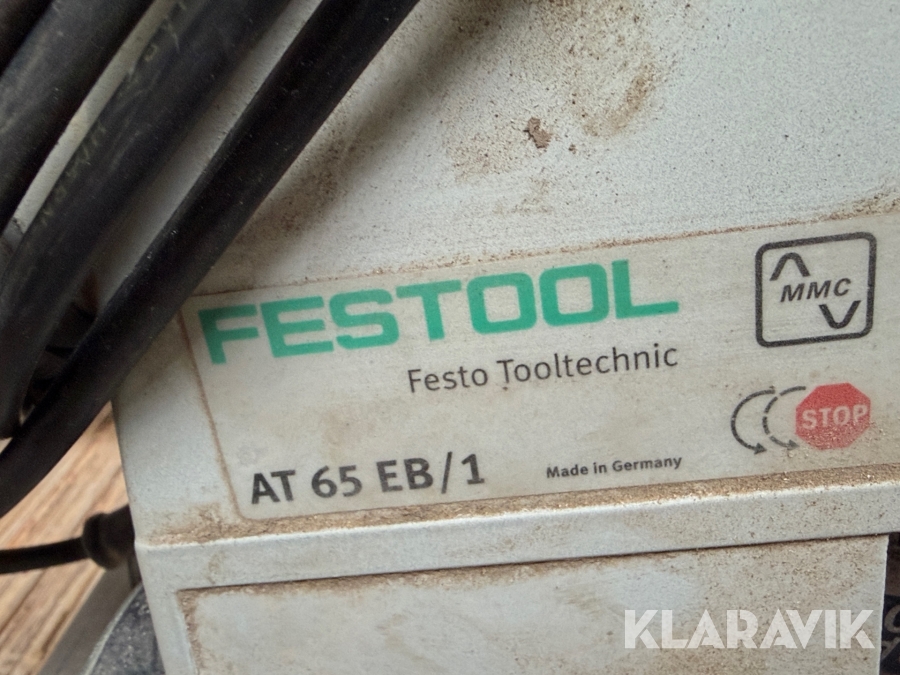 FESTOOL
Festo Tooltechnic
AT 65 EB/1
Made in Germany
MMC
STOP
KLARAVIK